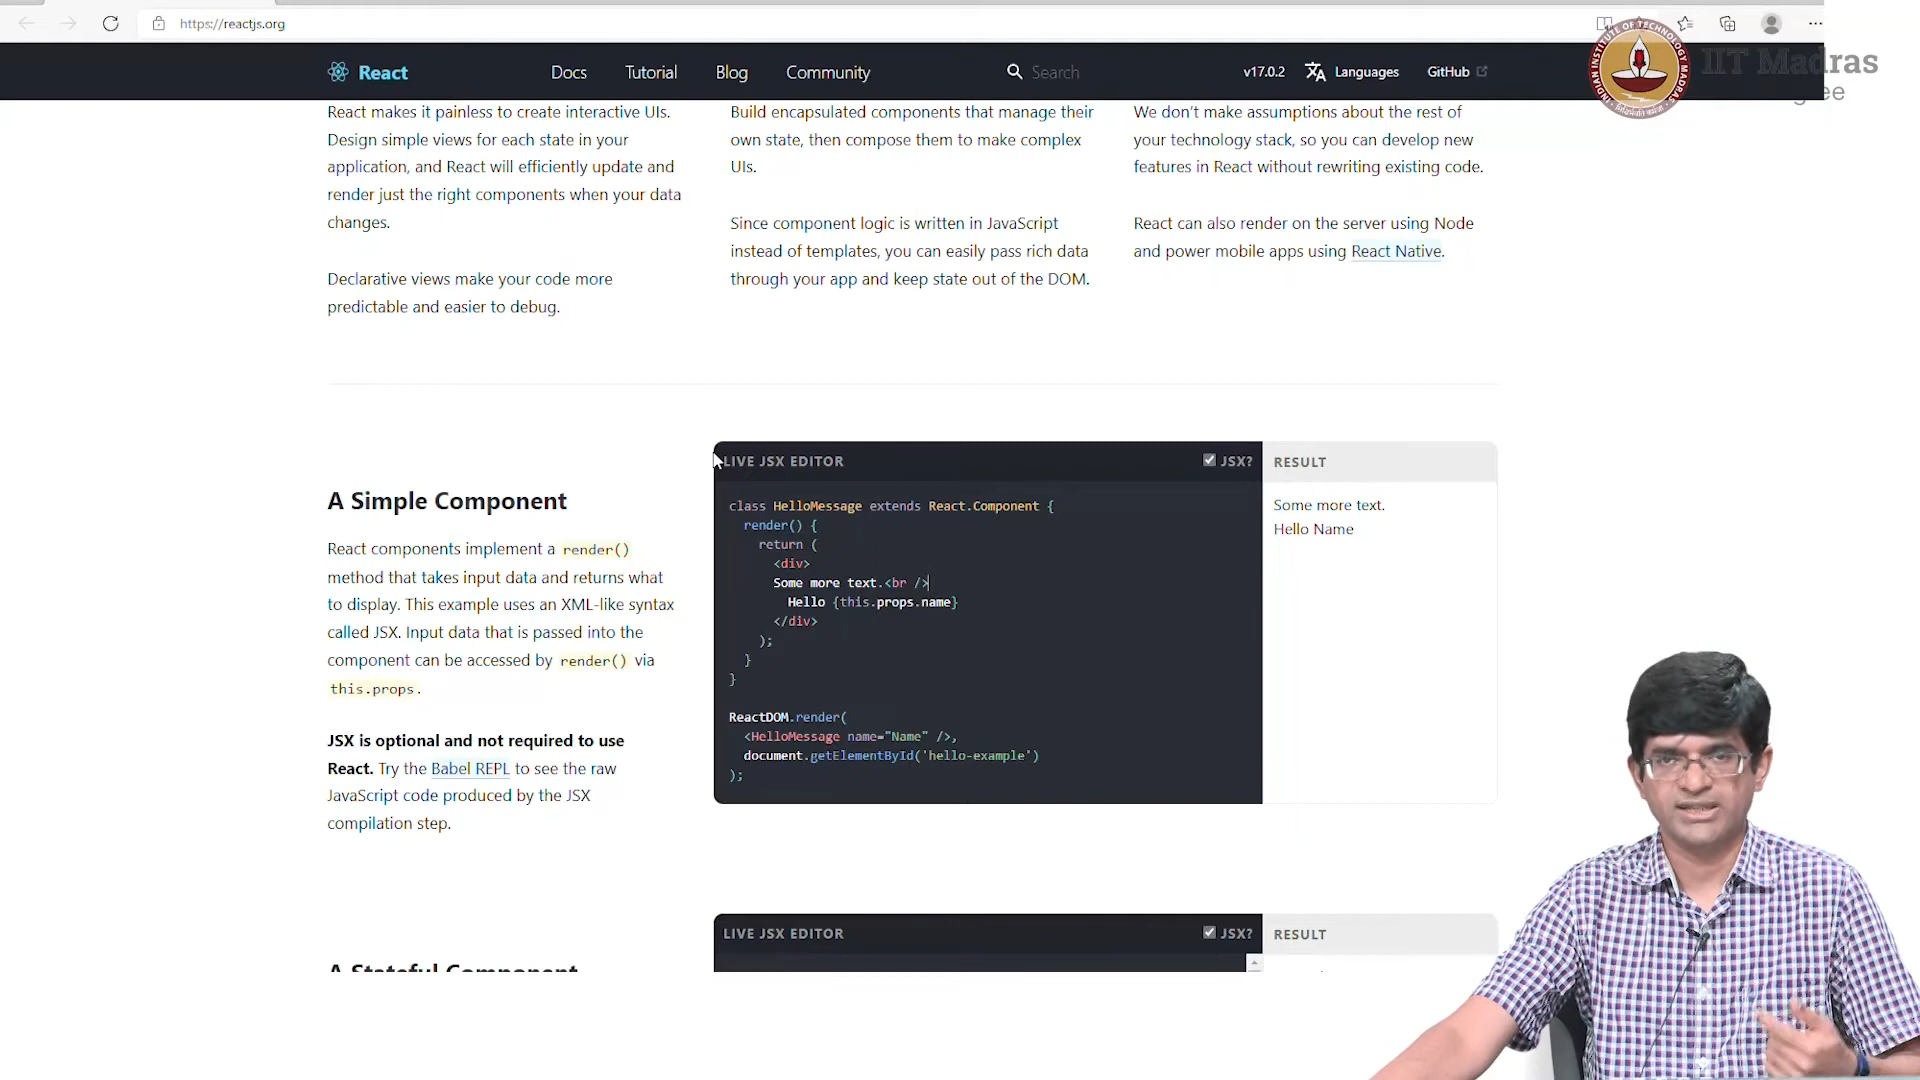 https://reactjs.org
React
Docs
Tutorial
Blog
Community
Search
v17.0.2
Languages
GitHub
IIT Madras
ee
INDIAN INSTITUTE OF TECHNOLOGY MADRAS
React makes it painless to create interactive UIs.
Design simple views for each state in your
application, and React will efficiently update and
render just the right components when your data
changes.
Declarative views make your code more
predictable and easier to debug.
Build encapsulated components that manage their
own state, then compose them to make complex
UIs.
Since component logic is written in JavaScript
instead of templates, you can easily pass rich data
through your app and keep state out of the DOM.
We don't make assumptions about the rest of
your technology stack, so you can develop new
features in React without rewriting existing code.
React can also render on the server using Node
and power mobile apps using React Native.
A Simple Component
React components implement a render()
method that takes input data and returns what
to display. This example uses an XML-like syntax
called JSX. Input data that is passed into the
component can be accessed by render() via
this.props.
JSX is optional and not required to use
React. Try the Babel REPL to see the raw
JavaScript code produced by the JSX
compilation step.
LIVE JSX EDITOR
JSX?
class HelloMessage extends React.Component {
render() {
return (
<div>
Some more text.<br />
Hello {this.props.name}
</div>
);
}
}
ReactDOM.render(
<HelloMessage name="Name" />,
document.getElementById('hello-example')
);
RESULT
Some more text.
Hello Name
A Stateful Component
LIVE JSX EDITOR
JSX?
RESULT